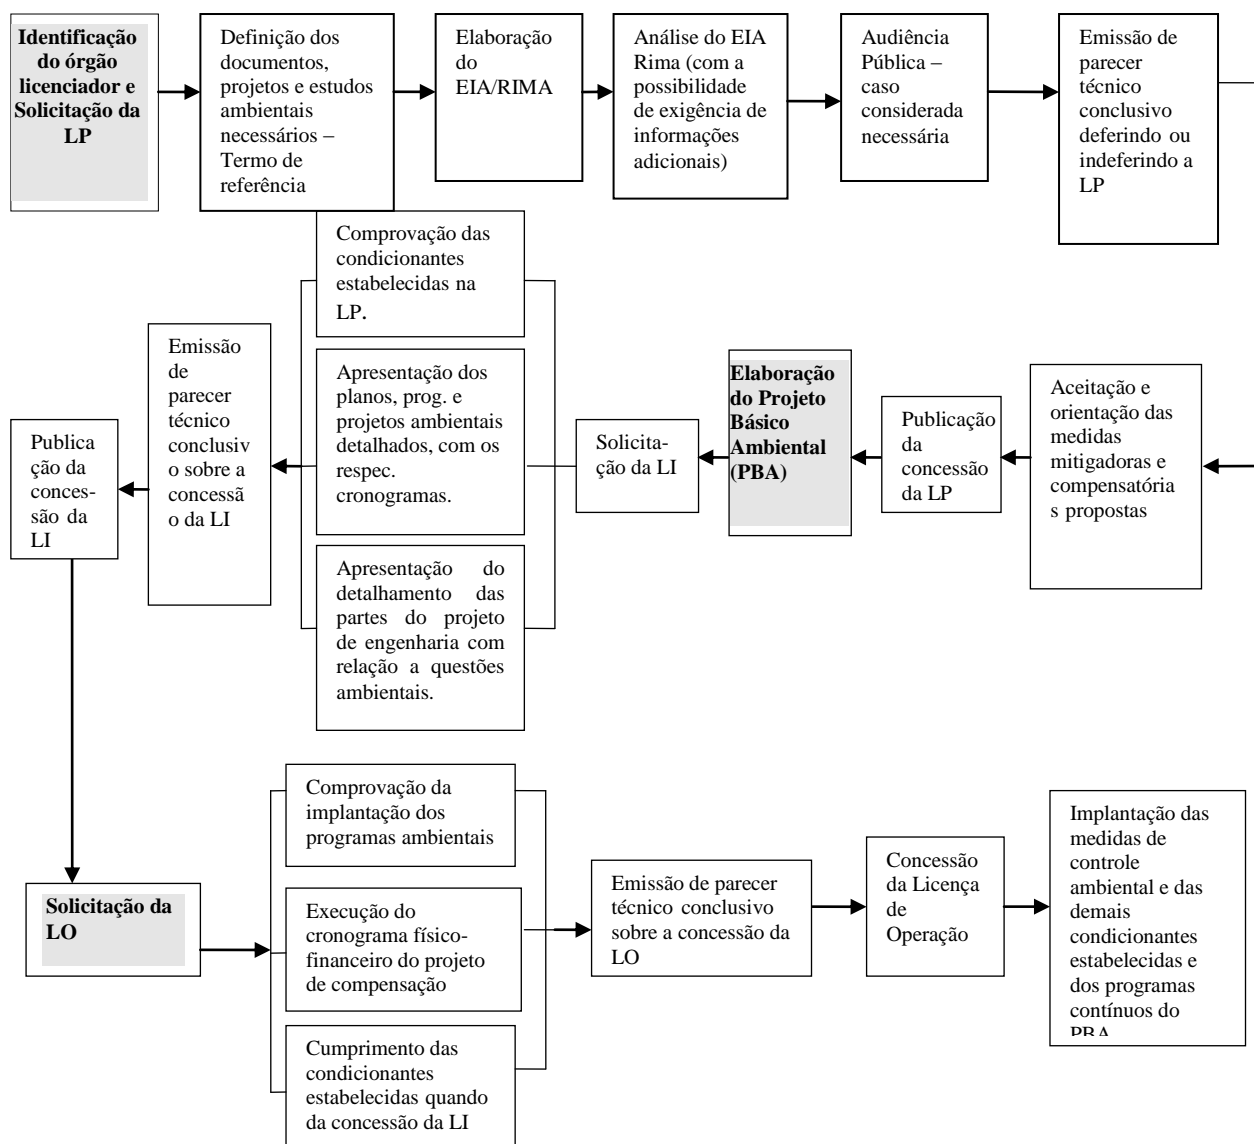 Identificação
do órgão
licenciador e
Solicitação da
LP
Definição dos
documentos,
projetos e estudos
ambientais
necessários –
Termo de
referência
Elaboração
do
EIA/RIMA
Análise do EIA
Rima (com a
possibilidade
de exigência de
informações
adicionais)
Audiência
Pública –
caso
considerada
necessária
Emissão de
parecer
técnico
conclusivo
deferindo ou
indeferindo a
LP
Aceitação e
orientação das
medidas
mitigadoras e
compensatória
s propostas
Publicação
da
concessão
da LP
Elaboração
do Projeto
Básico
Ambiental
(PBA)
Solicita-
ção da LI
Comprovação das
condicionantes
estabelecidas na
LP.
Apresentação dos
planos, prog. e
projetos ambientais
detalhados, com os
respec.
cronogramas.
Apresentação do
detalhamento das
partes do projeto
de engenharia com
relação a questões
ambientais.
Emissão
de
parecer
técnico
conclusiv
o sobre a
concessã
o da LI
Publica
ção da
conces-
são da
LI
Solicitação da
LO
Comprovação da
implantação dos
programas ambientais
Execução do
cronograma físico-
financeiro do projeto
de compensação
Cumprimento das
condicionantes
estabelecidas quando
da concessão da LI
Emissão de parecer
técnico conclusivo
sobre a concessão da
LO
Concessão
da Licença
de
Operação
Implantação das
medidas de
controle
ambiental e das
demais
condicionantes
estabelecidas e
dos programas
contínuos do
PBA